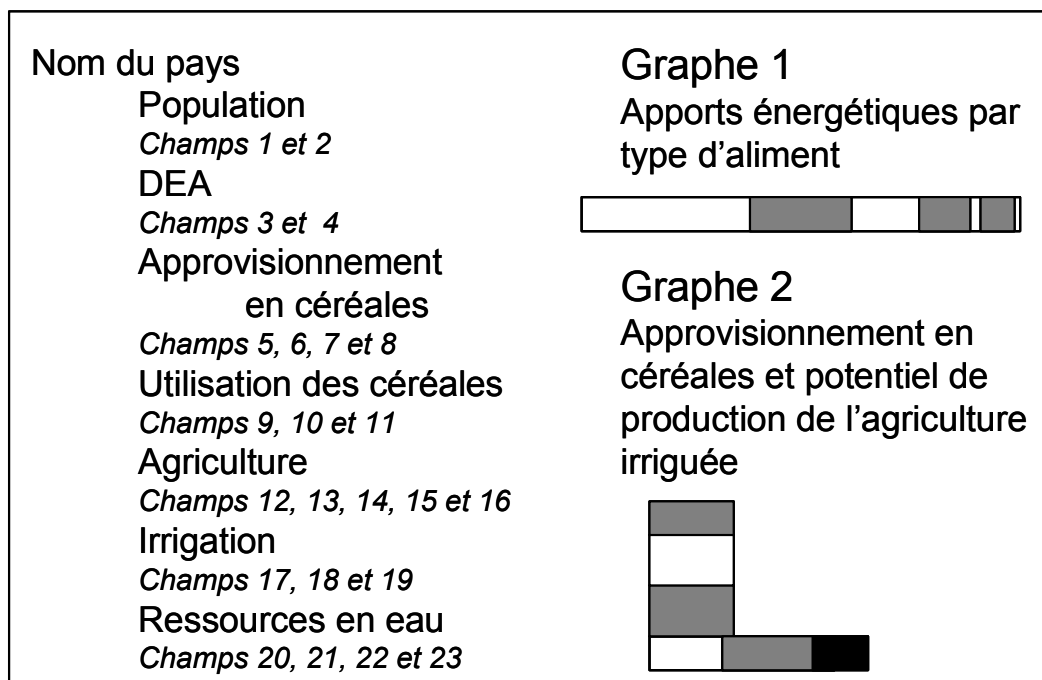 Nom du pays
Population
Champs 1 et 2
DEA
Champs 3 et 4
Approvisionnement
en céréales
Champs 5, 6, 7 et 8
Utilisation des céréales
Champs 9, 10 et 11
Agriculture
Champs 12, 13, 14, 15 et 16
Irrigation
Champs 17, 18 et 19
Ressources en eau
Champs 20, 21, 22 et 23
Graphe 1
Apports énergétiques par
type d'aliment
Graphe 2
Approvisionnement en
céréales et potentiel de
production de l'agriculture
irriguée